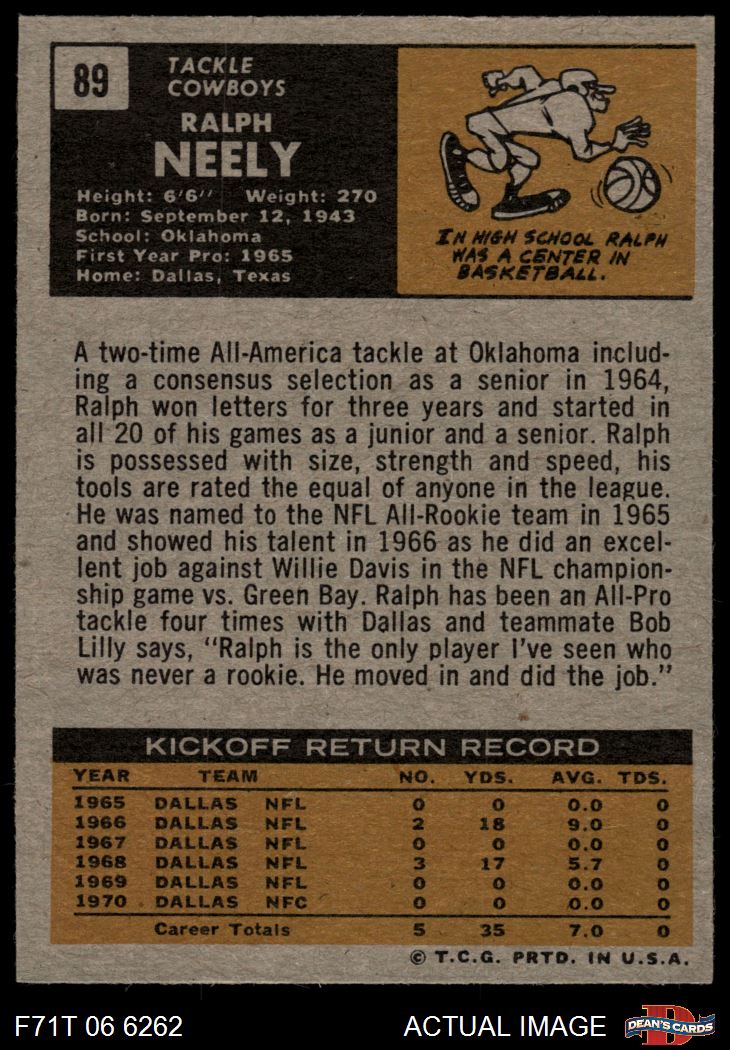 89
TACKLE
COWBOYS
RALPH
NEELY
Height: 6'6'' Weight: 270
Born: September 12, 1943
School: Oklahoma
First Year Pro: 1965
Home: Dallas, Texas
IN HIGH SCHOOL RALPH
WAS A CENTER IN
BASKETBALL.
A two-time All-America tackle at Oklahoma includ-
ing a consensus selection as a senior in 1964,
Ralph won letters for three years and started in
all 20 of his games as a junior and a senior. Ralph
is possessed with size, strength and speed, his
tools are rated the equal of anyone in the league.
He was named to the NFL All-Rookie team in 1965
and showed his talent in 1966 as he did an excel-
lent job against Willie Davis in the NFL champion-
ship game vs. Green Bay. Ralph has been an All-Pro
tackle four times with Dallas and teammate Bob
Lilly says, "Ralph is the only player I've seen who
was never a rookie. He moved in and did the job."
KICKOFF RETURN RECORD
YEAR TEAM NO. YDS. AVG. TDS.
1965 DALLAS NFL 0 0 0.0 0
1966 DALLAS NFL 2 18 9.0 0
1967 DALLAS NFL 0 0 0.0 0
1968 DALLAS NFL 3 17 5.7 0
1969 DALLAS NFL 0 0 0.0 0
1970 DALLAS NFC 0 0 0.0 0
Career Totals 5 35 7.0 0
© T.C.G. PRTD. IN U.S.A.
F71T 06 6262
ACTUAL IMAGE
D
DEAN'S CARDS